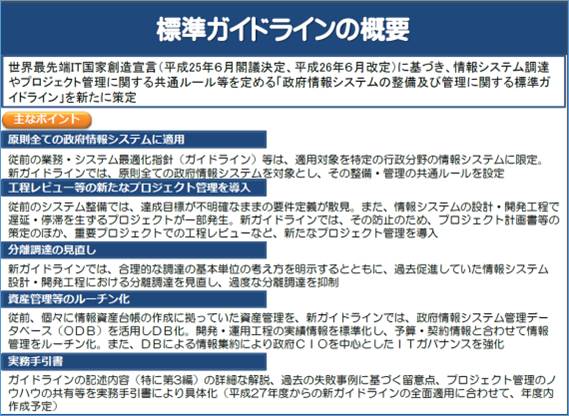 標準ガイドラインの概要
世界最先端IT国家創造宣言（平成25年６月閣議決定、平成26年６月改定）に基づき、情報システム調達
やプロジェクト管理に関する共通ルール等を定める「政府情報システムの整備及び管理に関する標準ガ
イドライン」を新たに策定
主なポイント
原則全ての政府情報システムに適用
従前の業務・システム最適化指針（ガイドライン）等は、適用対象を特定の行政分野の情報システムに限定。
新ガイドラインでは、原則全ての政府情報システムを対象とし、その整備・管理の共通ルールを設定
工程レビュー等の新たなプロジェクト管理を導入
従前のシステム整備では、達成目標が不明確なままの要件定義が散見。また、情報システムの設計・開発工程で
遅延・停滞を生ずるプロジェクトが一部発生。新ガイドラインでは、その防止のため、プロジェクト計画書等の
策定のほか、重要プロジェクトでの工程レビューなど、新たなプロジェクト管理を導入
分離調達の見直し
新ガイドラインでは、合理的な調達の基本単位の考え方を明示するとともに、過去促進していた情報システム
設計・開発工程における分離調達を見直し、過度な分離調達を抑制
資産管理等のルーチン化
従前、個々に情報資産台帳の作成に拠っていた資産管理を、新ガイドラインでは、政府情報システム管理デー
タベース（ＯＤＢ）を活用しＤＢ化。開発・運用工程の実績情報を標準化し、予算・契約情報と合わせて情報
管理をルーチン化。また、ＤＢによる情報集約により政府ＣＩＯを中心としたＩＴガバナンスを強化
実務手引書
ガイドラインの記述内容（特に第3編）の詳細な解説、過去の失敗事例に基づく留意点、プロジェクト管理のノ
ウハウの共有等を実務手引書により具体化（平成２７年度からの新ガイドラインの全面適用に合わせて、年度内
作成予定）